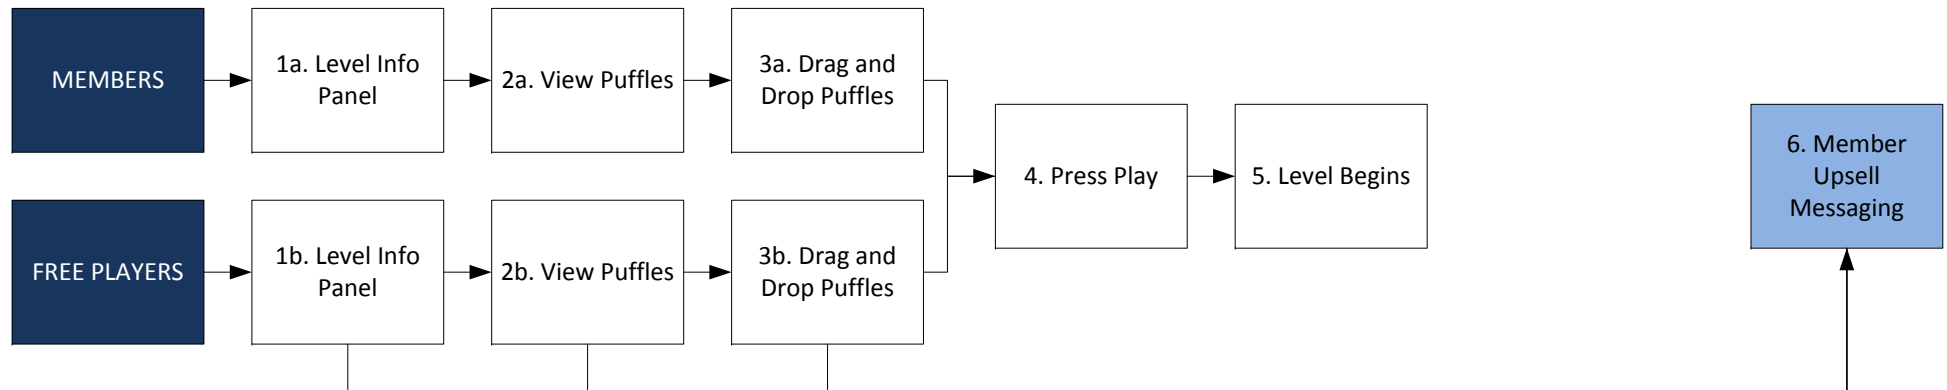 MEMBERS
1a. Level Info
Panel
2a. View Puffles
3a. Drag and
Drop Puffles
4. Press Play
5. Level Begins
6. Member
Upsell
Messaging
FREE PLAYERS
1b. Level Info
Panel
2b. View Puffles
3b. Drag and
Drop Puffles